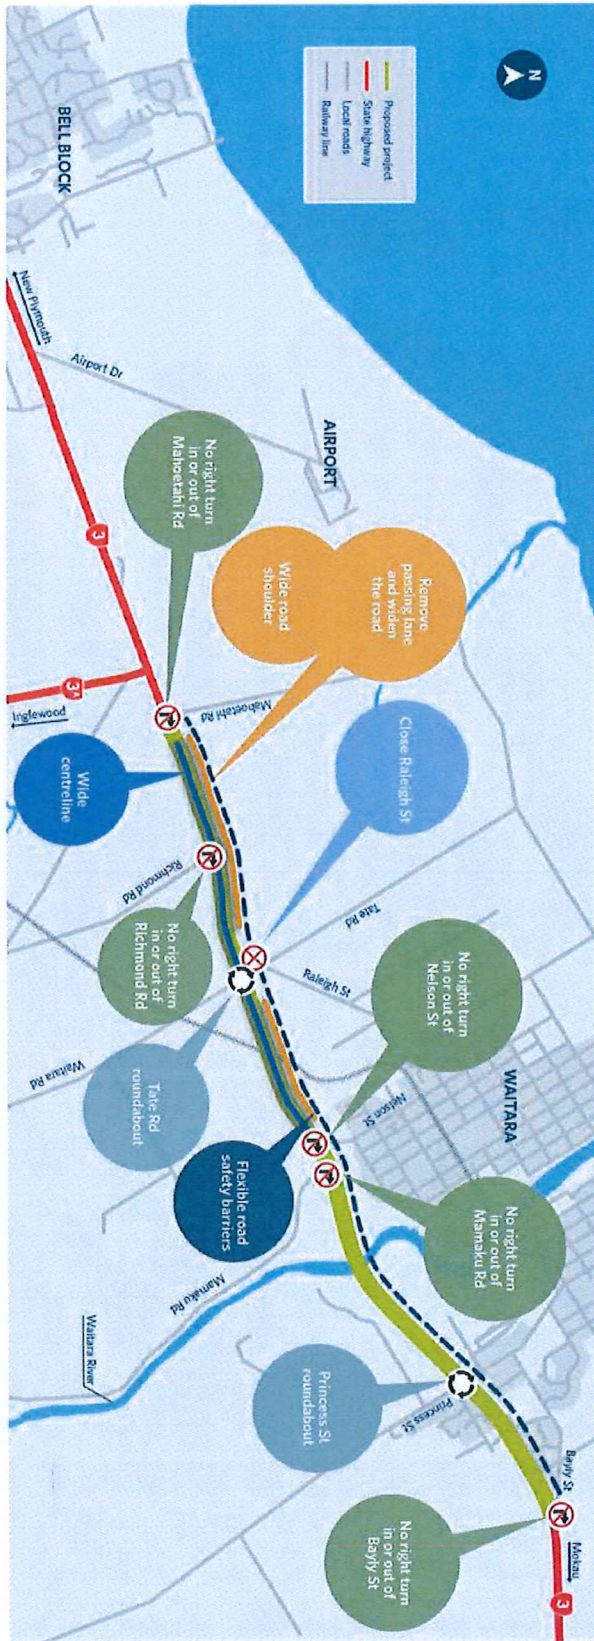 N
Proposed project
State highway
Local roads
Railway line
BELL BLOCK
New Plymouth
Airport Dr
AIRPORT
No right turn
in or out of
Mahoetahi Rd
Remove
passing lane
and widen
the road
Wide road
shoulder
3
3A
Inglewood
Mahoetahi Rd
Close Raleigh St
Wide
centreline
Richmond Rd
No right turn
in or out of
Richmond Rd
Tate Rd
Raleigh St
No right turn
in or out of
Nelson St
Waitara Rd
Tate Rd
roundabout
Nelson St
WAITARA
Flexible road
safety barriers
No right turn
in or out of
Mamaku Rd
Mamaku Rd
Waitara River
Princess St
roundabout
Princess St
Bayly St
No right turn
in or out of
Bayly St
Mokau
3